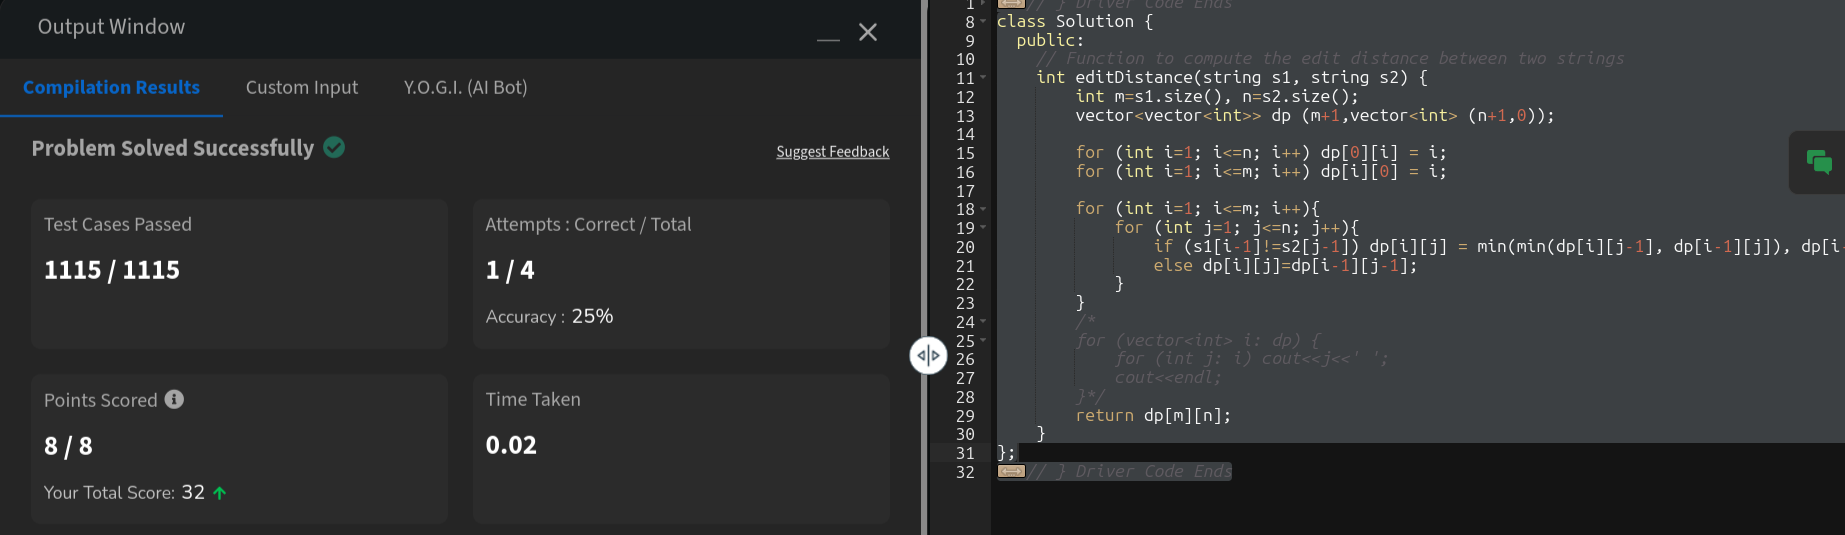 Output Window
Compilation Results
Custom Input
Y.O.G.I. (AI Bot)
Problem Solved Successfully
Suggest Feedback
Test Cases Passed
1115 / 1115
Attempts : Correct / Total
1 / 4
Accuracy : 25%
Points Scored
8 / 8
Your Total Score: 32
Time Taken
0.02
1 // } Driver Code Ends
8 class Solution {
9 public:
10 // Function to compute the edit distance between two strings
11 int editDistance(string s1, string s2) {
12 int m=s1.size(), n=s2.size();
13 vector<vector<int>> dp (m+1,vector<int> (n+1,0));
14
15 for (int i=1; i<=n; i++) dp[0][i] = i;
16 for (int i=1; i<=m; i++) dp[i][0] = i;
17
18 for (int i=1; i<=m; i++){
19 for (int j=1; j<=n; j++){
20 if (s1[i-1]!=s2[j-1]) dp[i][j] = min(min(dp[i][j-1], dp[i-1][j]), dp[i-
21 else dp[i][j]=dp[i-1][j-1];
22 }
23 }
24 /*
25 for (vector<int> i: dp) {
26 for (int j: i) cout<<j<<' ';
27 cout<<endl;
28 }*/
29 return dp[m][n];
30 }
31 };
32 // } Driver Code Ends